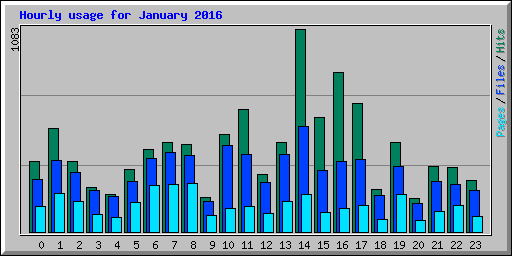 Hourly usage for January 2016
1083
Pages/Files/Hits
0 1 2 3 4 5 6 7 8 9 10 11 12 13 14 15 16 17 18 19 20 21 22 23